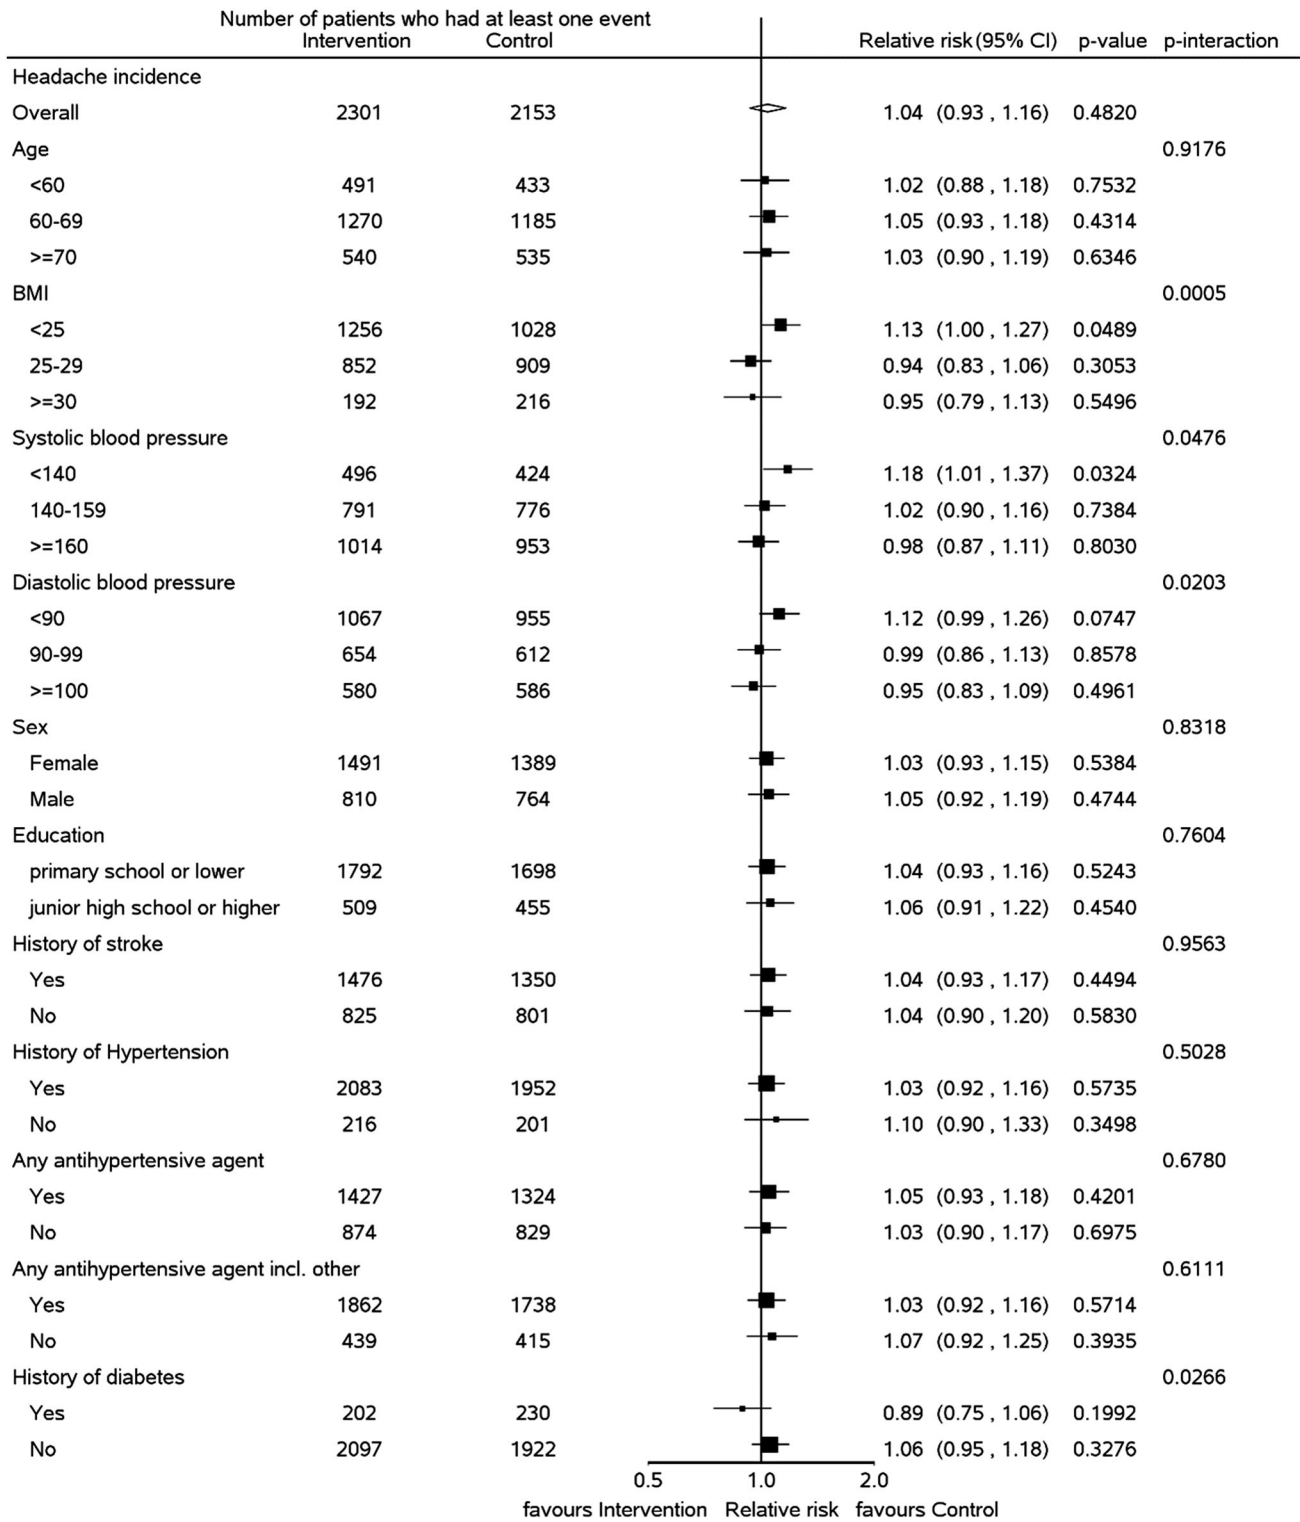 Number of patients who had at least one event
Intervention Control Relative risk (95% CI) p-value p-interaction
Headache incidence
Overall 2301 2153 1.04 (0.93 , 1.16) 0.4820
Age 0.9176
<60 491 433 1.02 (0.88 , 1.18) 0.7532
60-69 1270 1185 1.05 (0.93 , 1.18) 0.4314
>=70 540 535 1.03 (0.90 , 1.19) 0.6346
BMI 0.0005
<25 1256 1028 1.13 (1.00 , 1.27) 0.0489
25-29 852 909 0.94 (0.83 , 1.06) 0.3053
>=30 192 216 0.95 (0.79 , 1.13) 0.5496
Systolic blood pressure 0.0476
<140 496 424 1.18 (1.01 , 1.37) 0.0324
140-159 791 776 1.02 (0.90 , 1.16) 0.7384
>=160 1014 953 0.98 (0.87 , 1.11) 0.8030
Diastolic blood pressure 0.0203
<90 1067 955 1.12 (0.99 , 1.26) 0.0747
90-99 654 612 0.99 (0.86 , 1.13) 0.8578
>=100 580 586 0.95 (0.83 , 1.09) 0.4961
Sex 0.8318
Female 1491 1389 1.03 (0.93 , 1.15) 0.5384
Male 810 764 1.05 (0.92 , 1.19) 0.4744
Education 0.7604
primary school or lower 1792 1698 1.04 (0.93 , 1.16) 0.5243
junior high school or higher 509 455 1.06 (0.91 , 1.22) 0.4540
History of stroke 0.9563
Yes 1476 1350 1.04 (0.93 , 1.17) 0.4494
No 825 801 1.04 (0.90 , 1.20) 0.5830
History of Hypertension 0.5028
Yes 2083 1952 1.03 (0.92 , 1.16) 0.5735
No 216 201 1.10 (0.90 , 1.33) 0.3498
Any antihypertensive agent 0.6780
Yes 1427 1324 1.05 (0.93 , 1.18) 0.4201
No 874 829 1.03 (0.90 , 1.17) 0.6975
Any antihypertensive agent incl. other 0.6111
Yes 1862 1738 1.03 (0.92 , 1.16) 0.5714
No 439 415 1.07 (0.92 , 1.25) 0.3935
History of diabetes 0.0266
Yes 202 230 0.89 (0.75 , 1.06) 0.1992
No 2097 1922 1.06 (0.95 , 1.18) 0.3276
0.5 1.0 2.0
favours Intervention Relative risk favours Control